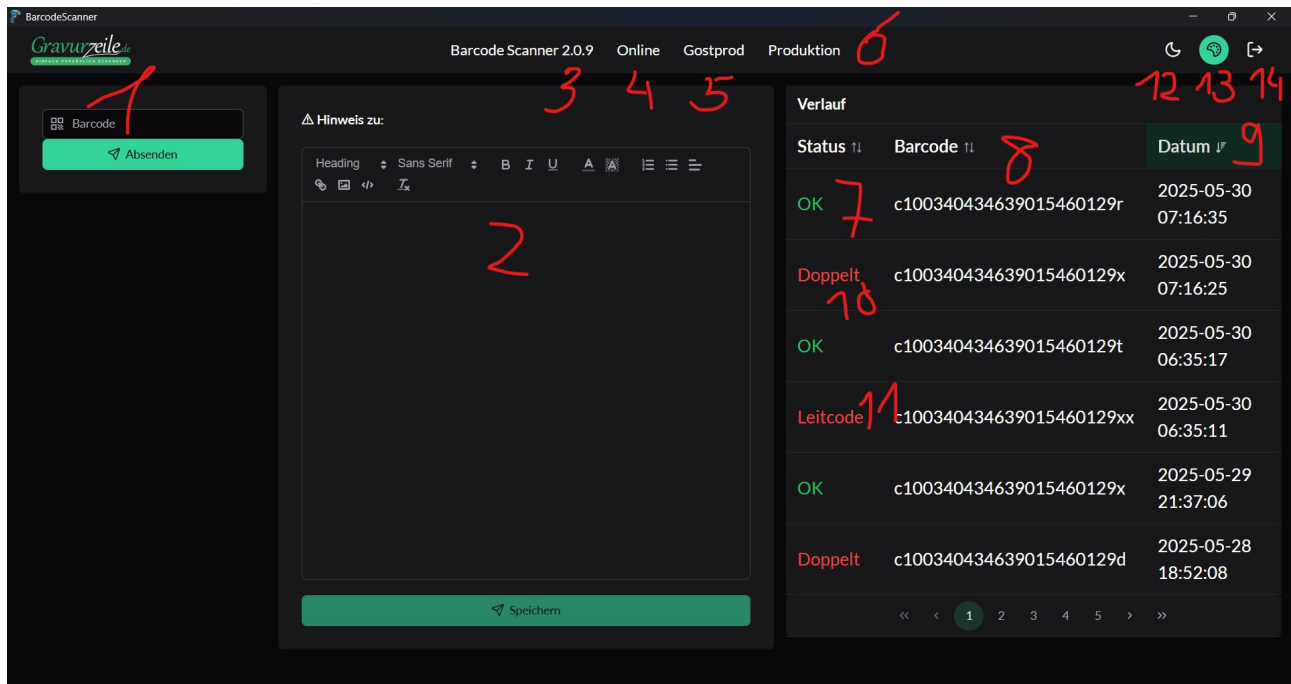 BarcodeScanner
Gravurzeile.de
EINFACH PERSÖNLICH SCHENKEN
Barcode Scanner 2.0.9 Online Gostprod Produktion 6
3 4 5
12 13 14
1
Barcode
Absenden
Hinweis zu:
Heading Sans Serif B I U A A
Tx
2
Speichern
Verlauf
Status Barcode 8 Datum 9
OK 7 c100340434639015460129r 2025-05-30
07:16:35
Doppelt c100340434639015460129x 2025-05-30
07:16:25
10
OK c100340434639015460129t 2025-05-30
06:35:17
Leitcode 11 c100340434639015460129xx 2025-05-30
06:35:11
OK c100340434639015460129x 2025-05-29
21:37:06
Doppelt c100340434639015460129d 2025-05-28
18:52:08
« ‹ 1 2 3 4 5 › »